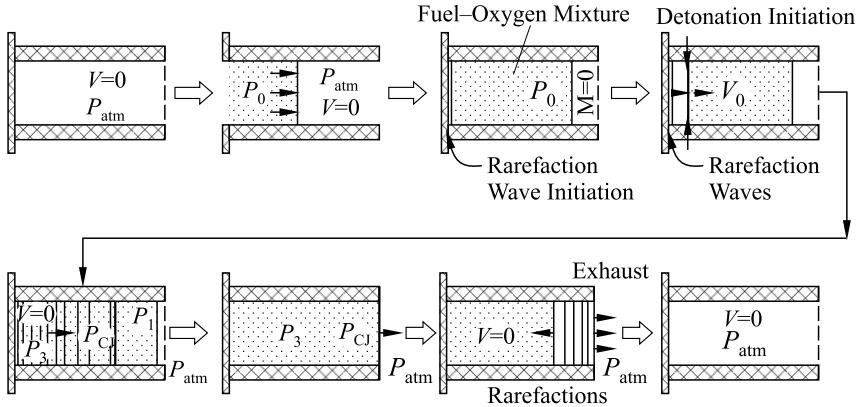 Fuel–Oxygen Mixture
Detonation Initiation
V=0
P_atm
P_0
P_atm
V=0
P_0
M=0
V_0
Rarefaction
Wave Initiation
Rarefaction
Waves
V=0
P_3
P_CJ
P_1
P_atm
P_3
P_CJ
P_atm
V=0
Exhaust
P_atm
Rarefactions
V=0
P_atm